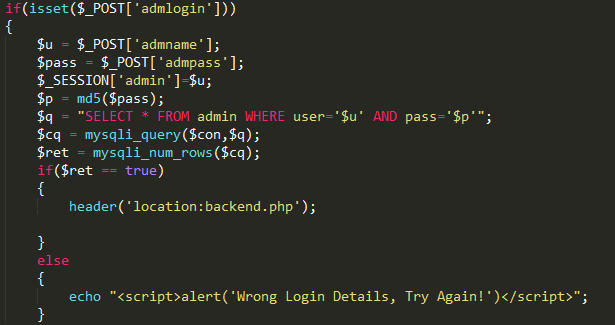 if(isset($_POST['admlogin']))
{
$u = $_POST['admname'];
$pass = $_POST['admpass'];
$_SESSION['admin']=$u;
$p = md5($pass);
$q = "SELECT * FROM admin WHERE user='$u' AND pass='$p'";
$cq = mysqli_query($con,$q);
$ret = mysqli_num_rows($cq);
if($ret == true)
{
header('location:backend.php');
}
else
{
echo "<script>alert('Wrong Login Details, Try Again!')</script>";
}